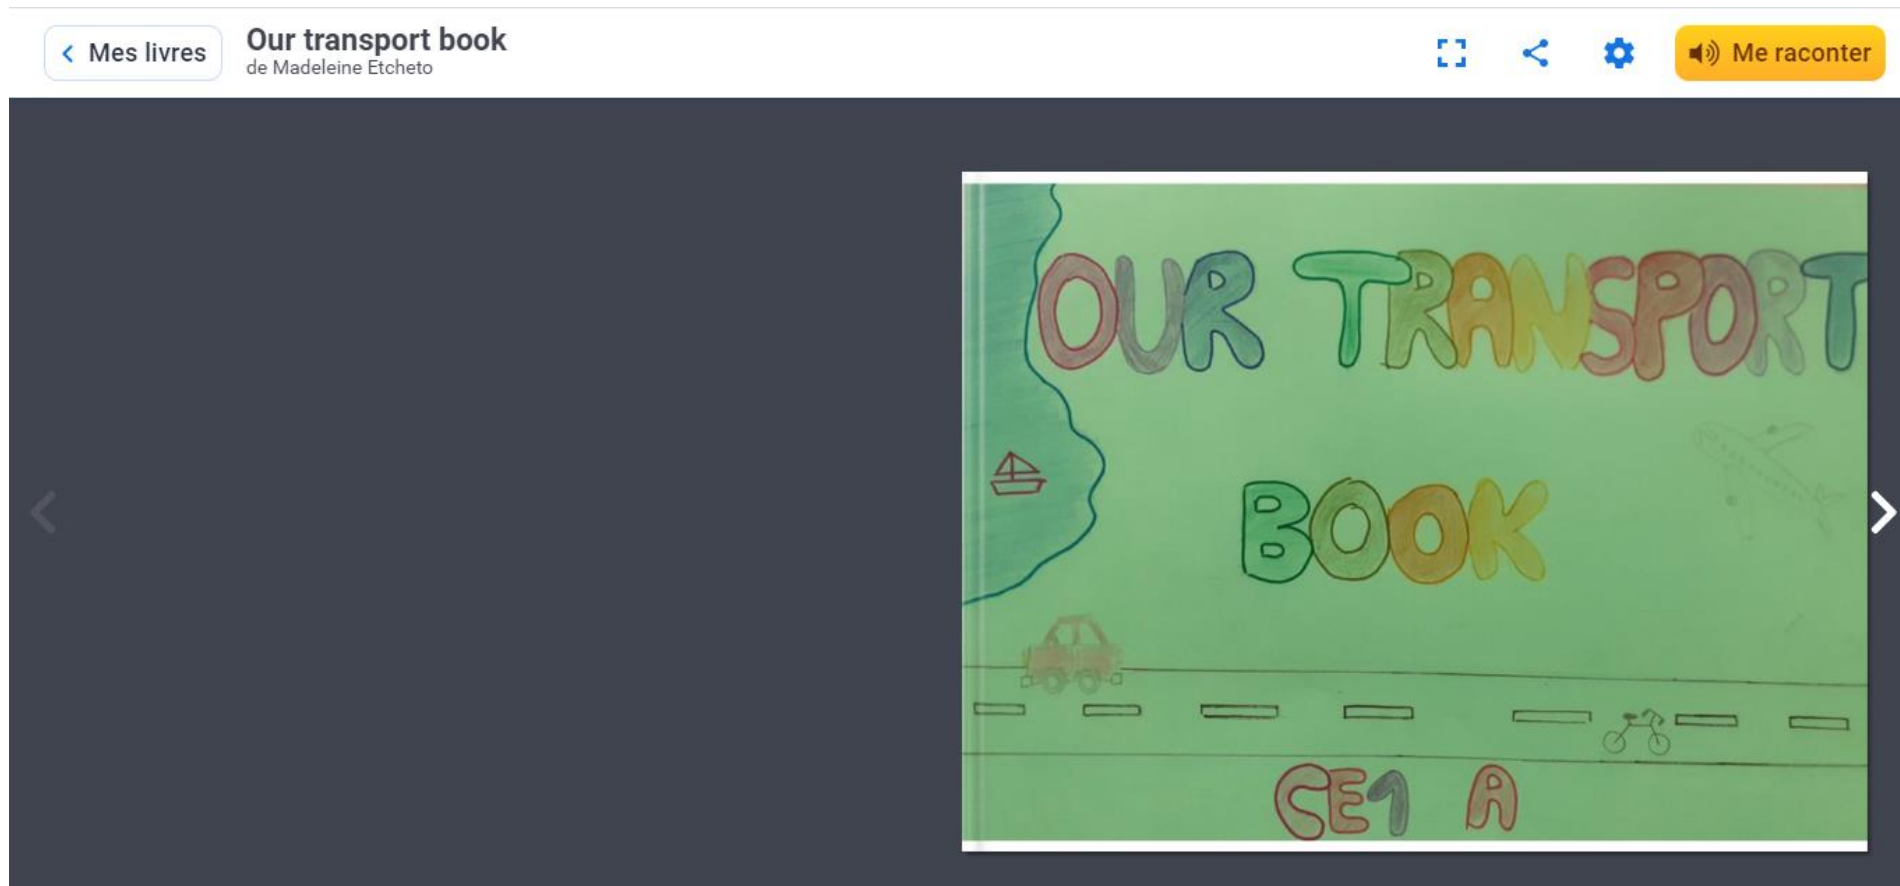 Mes livres
Our transport book
de Madeleine Etcheto
Me raconter
OUR TRANSPORT
BOOK
CE1 A